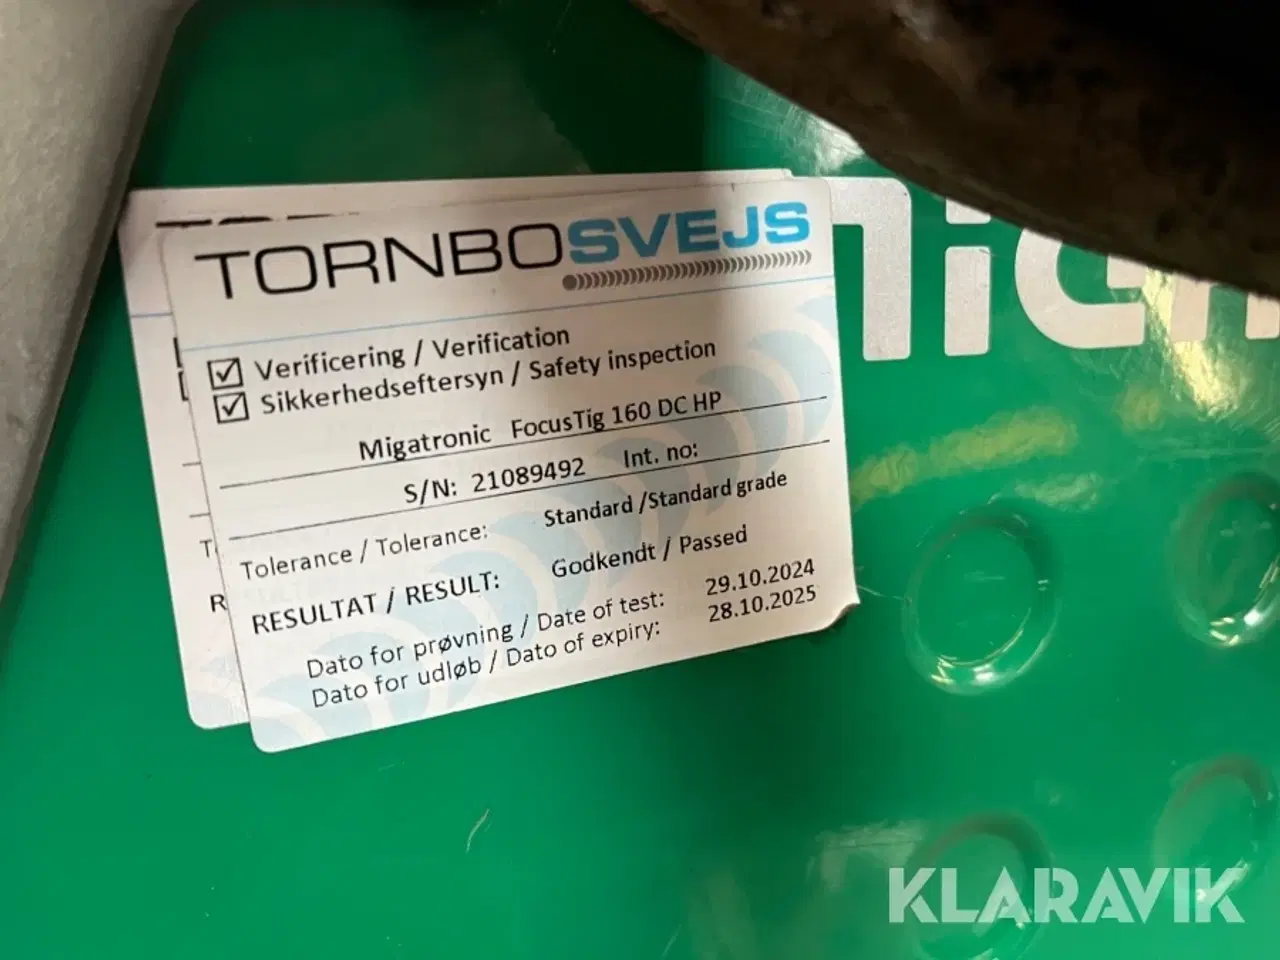 TORNBOSVEJS
☑ Verificering / Verification
☑ Sikkerhedseftersyn / Safety inspection
Migatronic FocusTig 160 DC HP
S/N: 21089492 Int. no:
Tolerance / Tolerance: Standard /Standard grade
RESULTAT / RESULT: Godkendt / Passed
Dato for prøvning / Date of test: 29.10.2024
Dato for udløb / Date of expiry: 28.10.2025
KLARAVIK